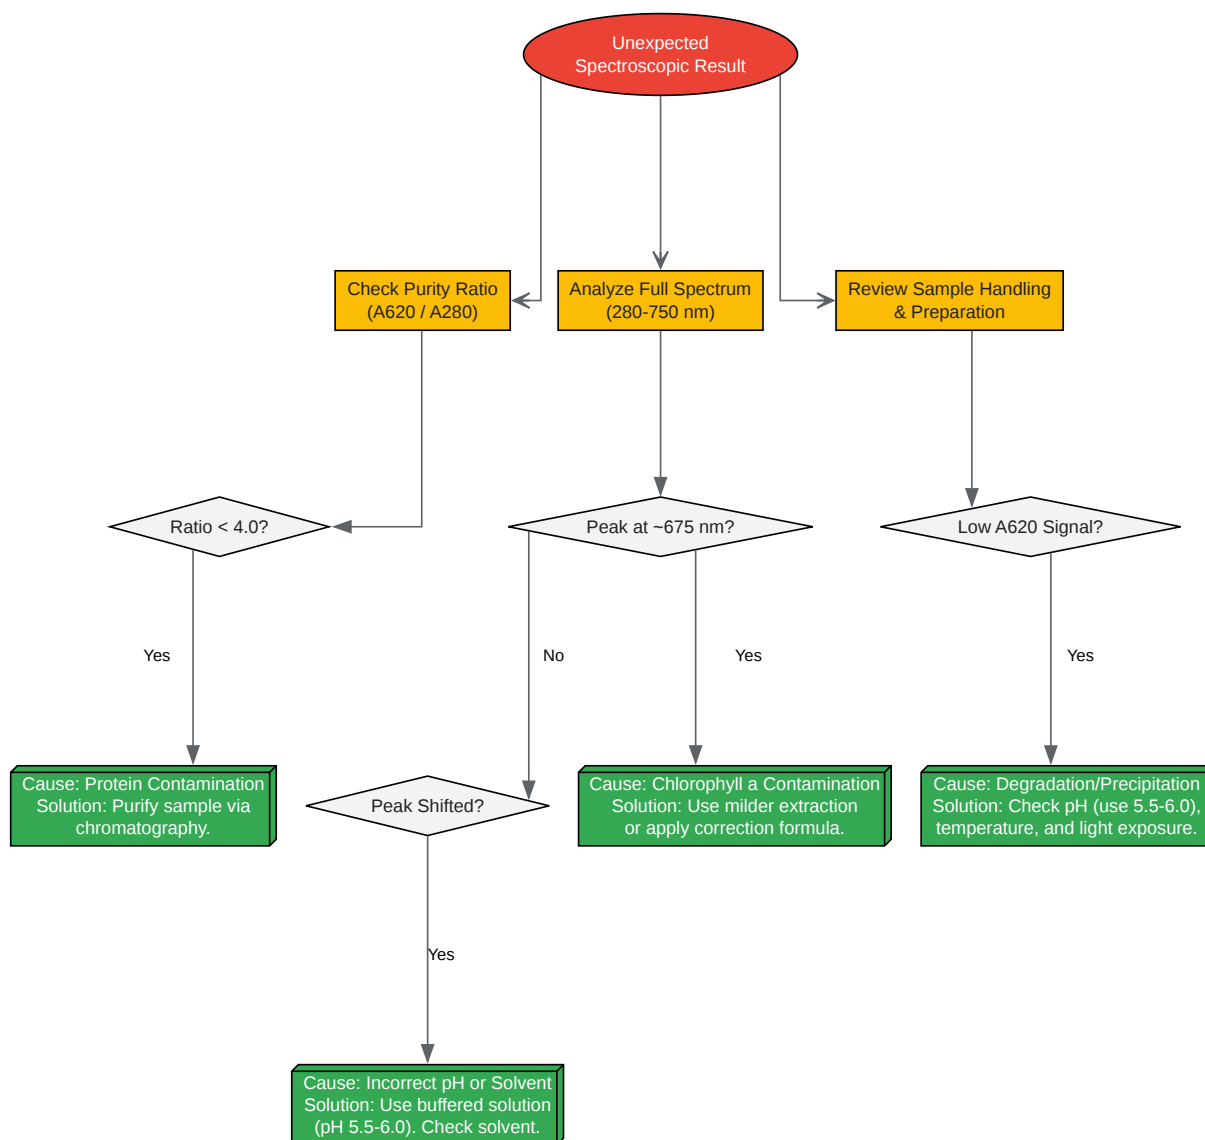 Unexpected
Spectroscopic Result
Check Purity Ratio
(A620 / A280)
Analyze Full Spectrum
(280-750 nm)
Review Sample Handling
& Preparation
Ratio < 4.0?
Peak at ~675 nm?
Low A620 Signal?
Yes
No
Yes
Yes
Cause: Protein Contamination
Solution: Purify sample via
chromatography.
Peak Shifted?
Cause: Chlorophyll a Contamination
Solution: Use milder extraction
or apply correction formula.
Cause: Degradation/Precipitation
Solution: Check pH (use 5.5-6.0),
temperature, and light exposure.
Yes
Cause: Incorrect pH or Solvent
Solution: Use buffered solution
(pH 5.5-6.0). Check solvent.